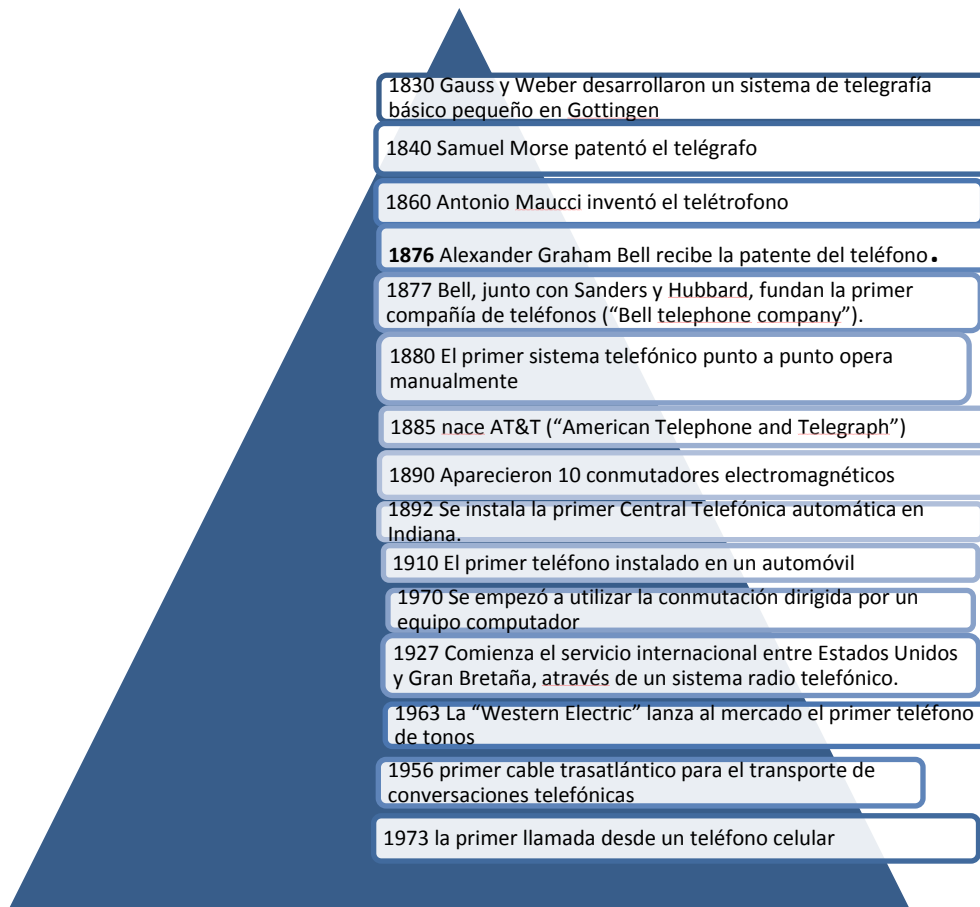 1830 Gauss y Weber desarrollaron un sistema de telegrafía
básico pequeño en Gottingen
1840 Samuel Morse patentó el telégrafo
1860 Antonio Maucci inventó el telétrofono
1876 Alexander Graham Bell recibe la patente del teléfono.
1877 Bell, junto con Sanders y Hubbard, fundan la primer
compañía de teléfonos (“Bell telephone company”).
1880 El primer sistema telefónico punto a punto opera
manualmente
1885 nace AT&T (“American Telephone and Telegraph”)
1890 Aparecieron 10 conmutadores electromagnéticos
1892 Se instala la primer Central Telefónica automática en
Indiana.
1910 El primer teléfono instalado en un automóvil
1970 Se empezó a utilizar la conmutación dirigida por un
equipo computador
1927 Comienza el servicio internacional entre Estados Unidos
y Gran Bretaña, através de un sistema radio telefónico.
1963 La “Western Electric” lanza al mercado el primer teléfono
de tonos
1956 primer cable trasatlántico para el transporte de
conversaciones telefónicas
1973 la primer llamada desde un teléfono celular